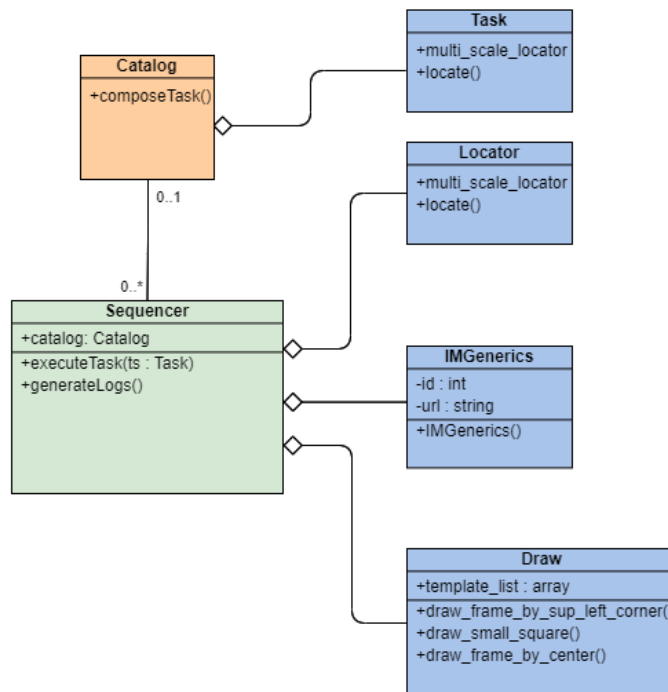 Task
+multi_scale_locator
+locate()
Catalog
+composeTask()
Locator
+multi_scale_locator
+locate()
0..1
0..*
Sequencer
+catalog: Catalog
+executeTask(ts : Task)
+generateLogs()
IMGenerics
-id : int
-url : string
+IMGenerics()
Draw
+template_list : array
+draw_frame_by_sup_left_corner(
+draw_small_square()
+draw_frame_by_center()